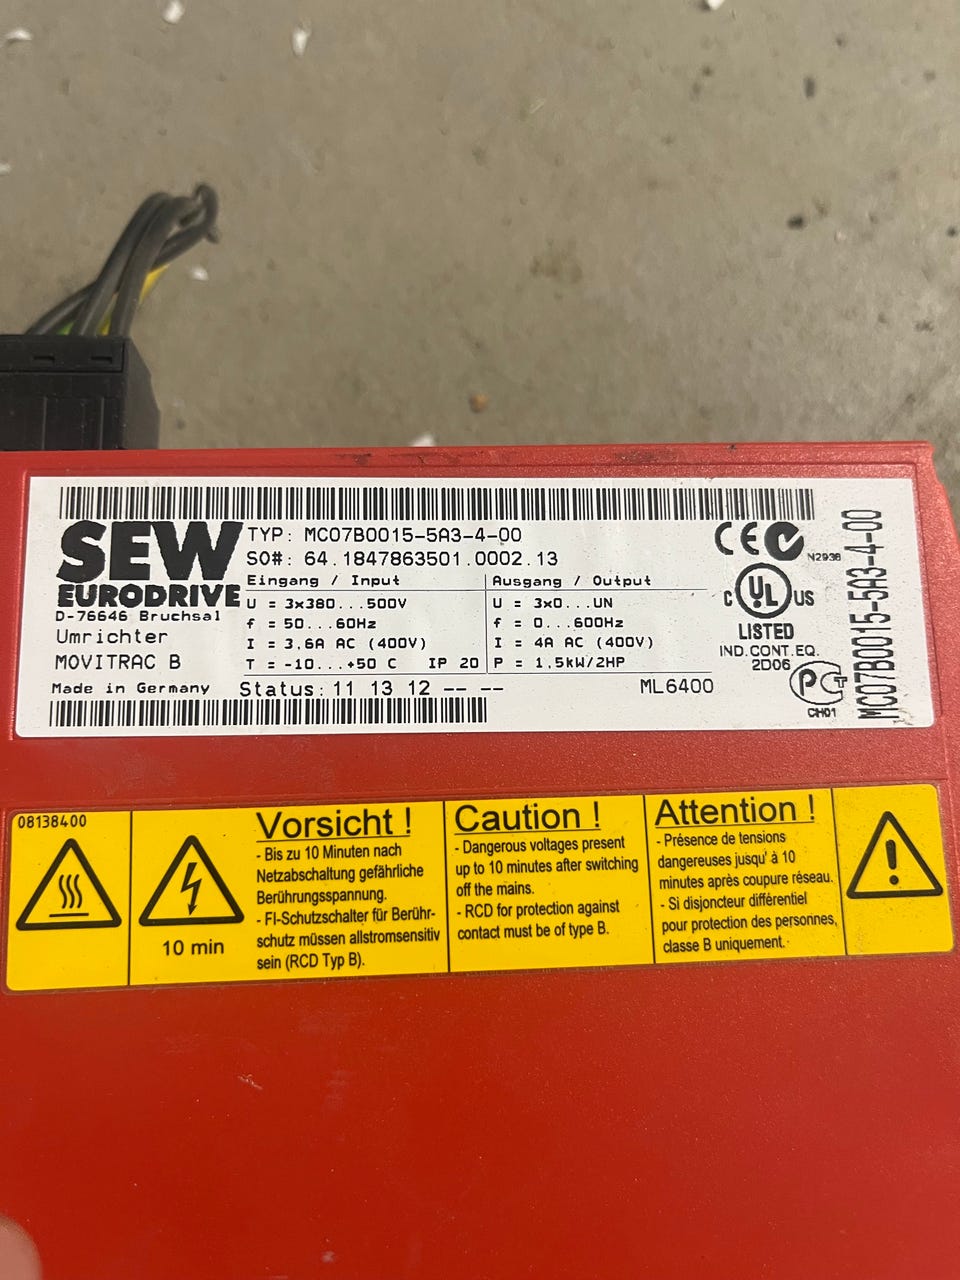 SEW
EURODRIVE
D-76646 Bruchsal
Umrichter
MOVITRAC B
Made in Germany
TYP: MC07B0015-5A3-4-00
SO#: 64.1847863501.0002.13
Eingang / Input
U = 3x380...500V
f = 50...60Hz
I = 3,6A AC (400V)
T = -10...+50 C IP 20
Ausgang / Output
U = 3x0...UN
f = 0...600Hz
I = 4A AC (400V)
P = 1,5kW/2HP
Status: 11 13 12 -- --
ML6400
CE
N2936
C UL US
LISTED
IND.CONT.EQ.
2D06
PCT
CH01
MC07B0015-5A3-4-00
08138400
10 min
Vorsicht !
- Bis zu 10 Minuten nach
Netzabschaltung gefährliche
Berührungsspannung.
- FI-Schutzschalter für Berühr-
schutz müssen allstromsensitiv
sein (RCD Typ B).
Caution !
- Dangerous voltages present
up to 10 minutes after switching
off the mains.
- RCD for protection against
contact must be of type B.
Attention !
- Présence de tensions
dangereuses jusqu' à 10
minutes après coupure réseau.
- Si disjoncteur différentiel
pour protection des personnes,
classe B uniquement.